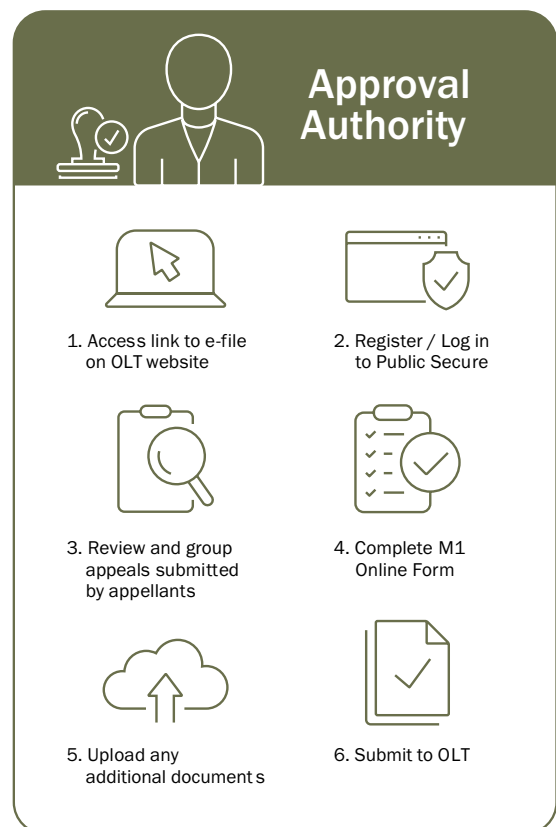 Approval
Authority
1. Access link to e-file
on OLT website
2. Register / Log in
to Public Secure
3. Review and group
appeals submitted
by appellants
4. Complete M1
Online Form
5. Upload any
additional documents
6. Submit to OLT